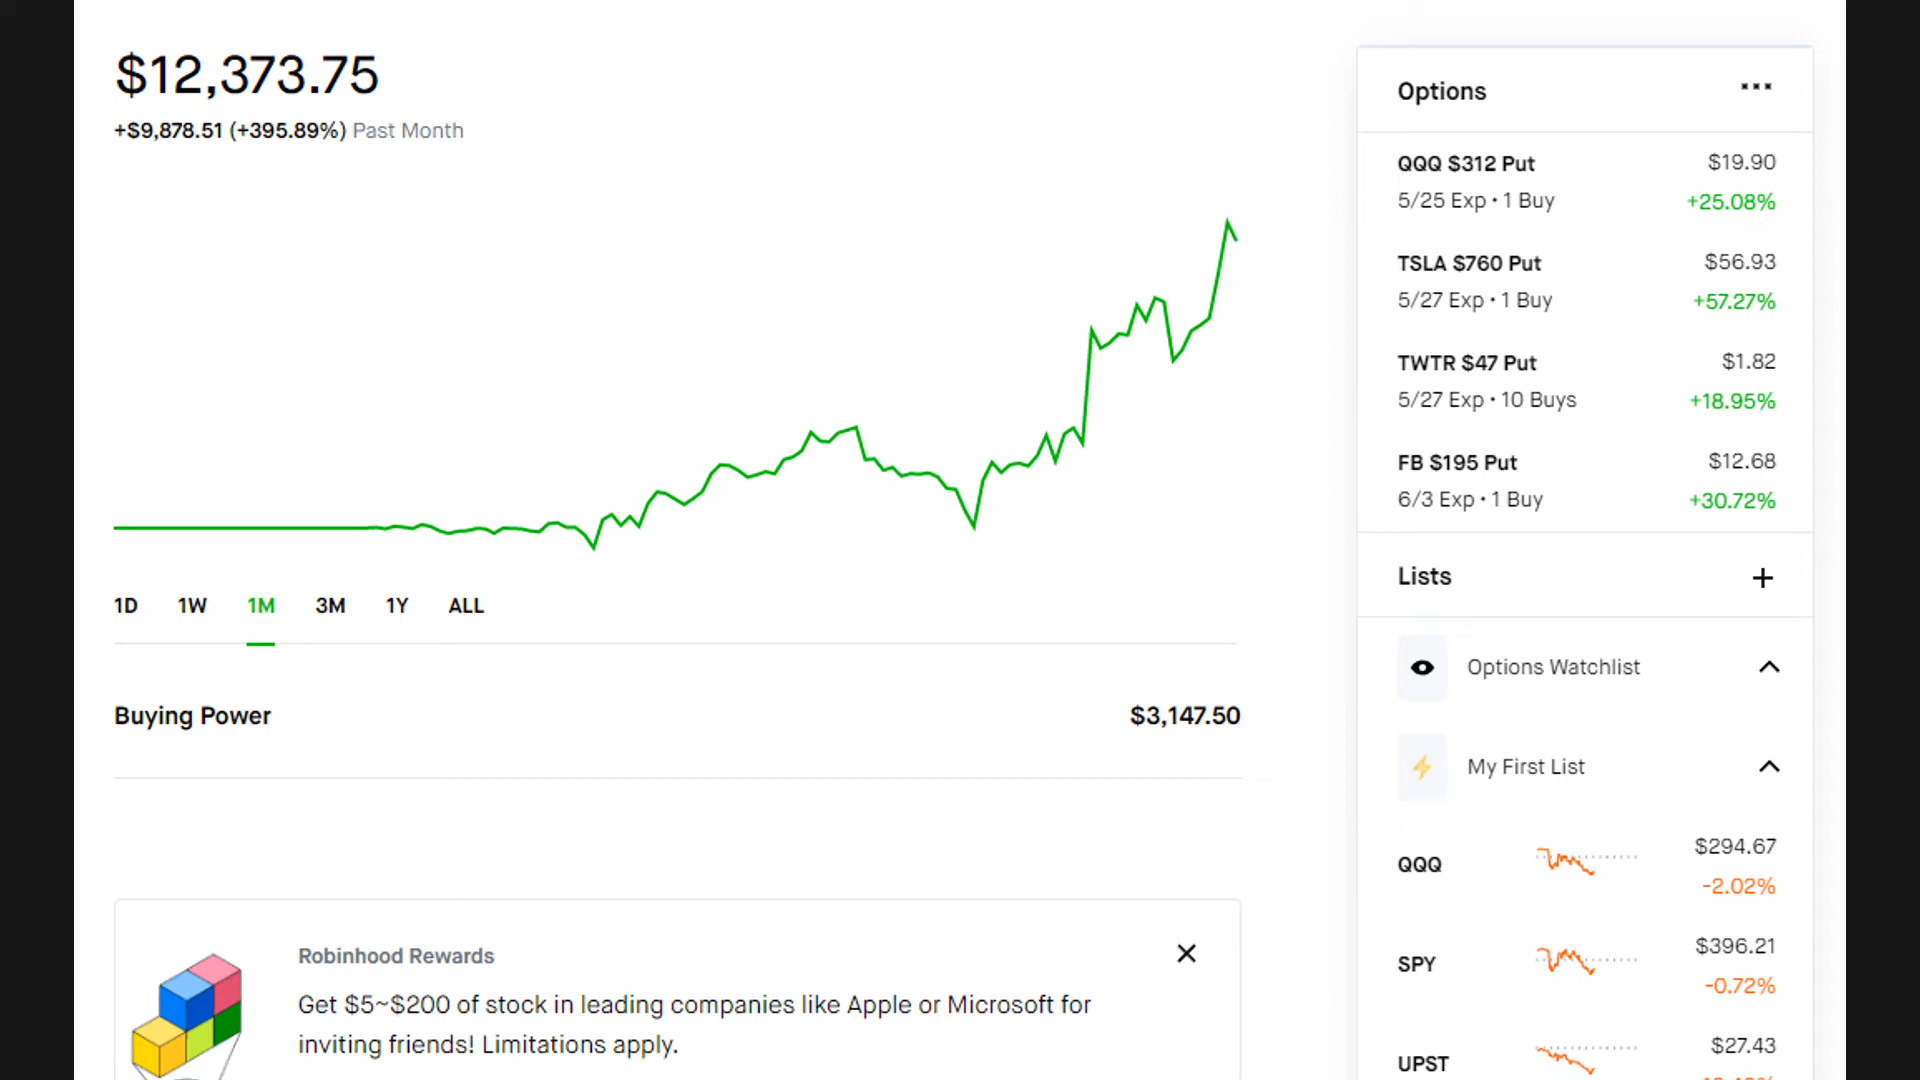 $12,373.75
+$9,878.51 (+395.89%) Past Month
1D 1W 1M 3M 1Y ALL
Buying Power $3,147.50
Robinhood Rewards
Get $5~$200 of stock in leading companies like Apple or Microsoft for
inviting friends! Limitations apply.
Options
QQQ $312 Put $19.90
5/25 Exp • 1 Buy +25.08%
TSLA $760 Put $56.93
5/27 Exp • 1 Buy +57.27%
TWTR $47 Put $1.82
5/27 Exp • 10 Buys +18.95%
FB $195 Put $12.68
6/3 Exp • 1 Buy +30.72%
Lists
Options Watchlist
My First List
QQQ $294.67
-2.02%
SPY $396.21
-0.72%
UPST $27.43